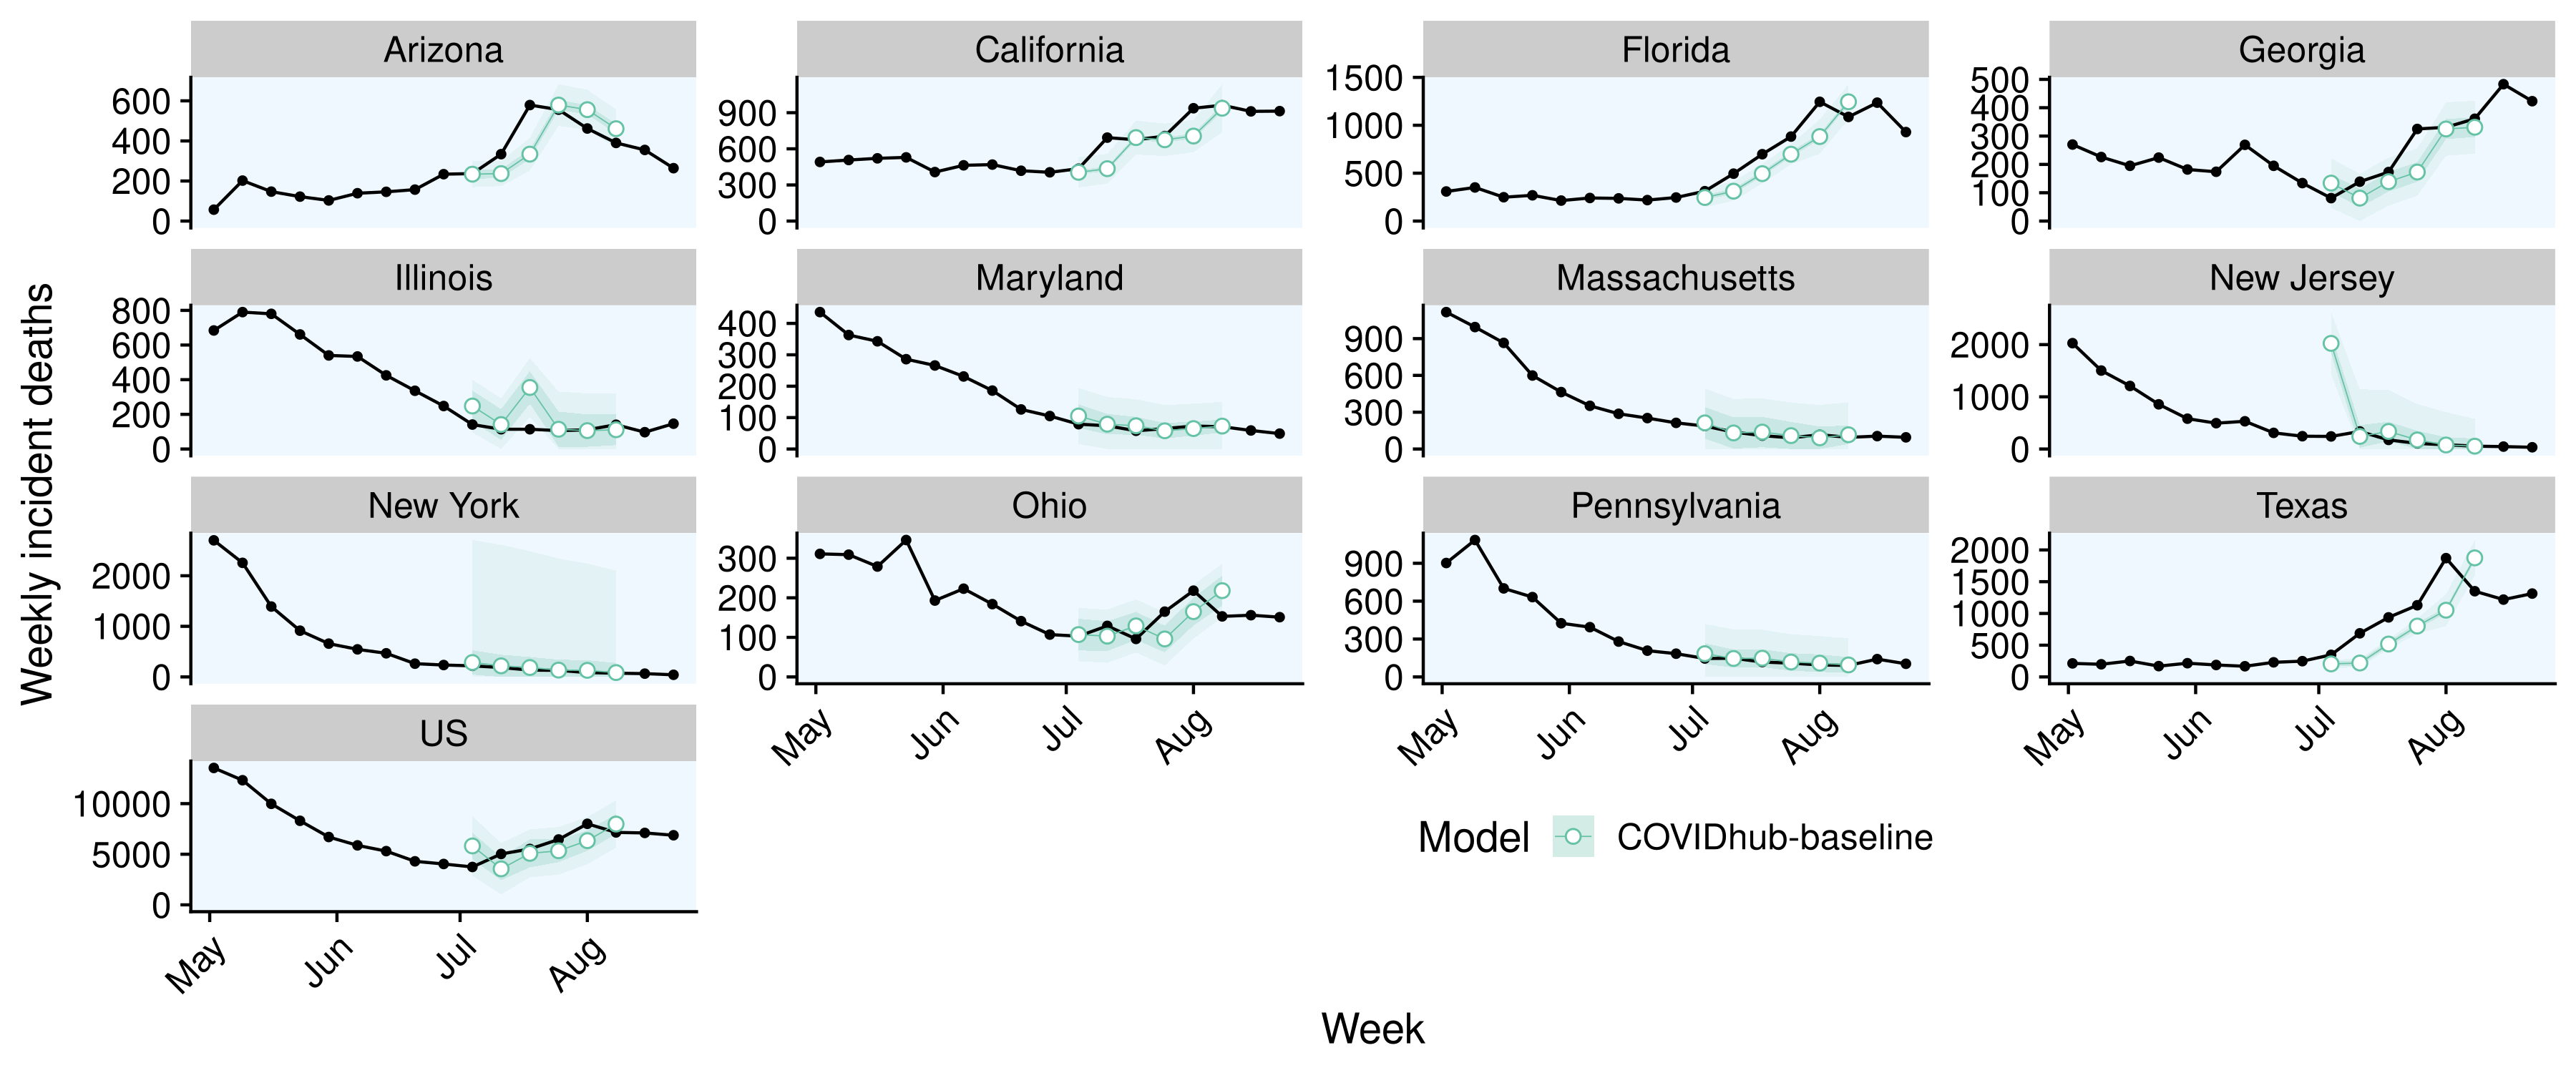 Arizona
California
Florida
Georgia
600
400
200
0
900
600
300
0
1500
1000
500
0
500
400
300
200
100
0
Illinois
Maryland
Massachusetts
New Jersey
800
600
400
200
0
400
300
200
100
0
900
600
300
0
2000
1000
0
New York
Ohio
Pennsylvania
Texas
2000
1000
0
300
200
100
0
900
600
300
0
2000
1500
1000
500
0
May Jun Jul Aug
May Jun Jul Aug
May Jun Jul Aug
US
10000
5000
0
May Jun Jul Aug
Weekly incident deaths
Model COVIDhub-baseline
Week